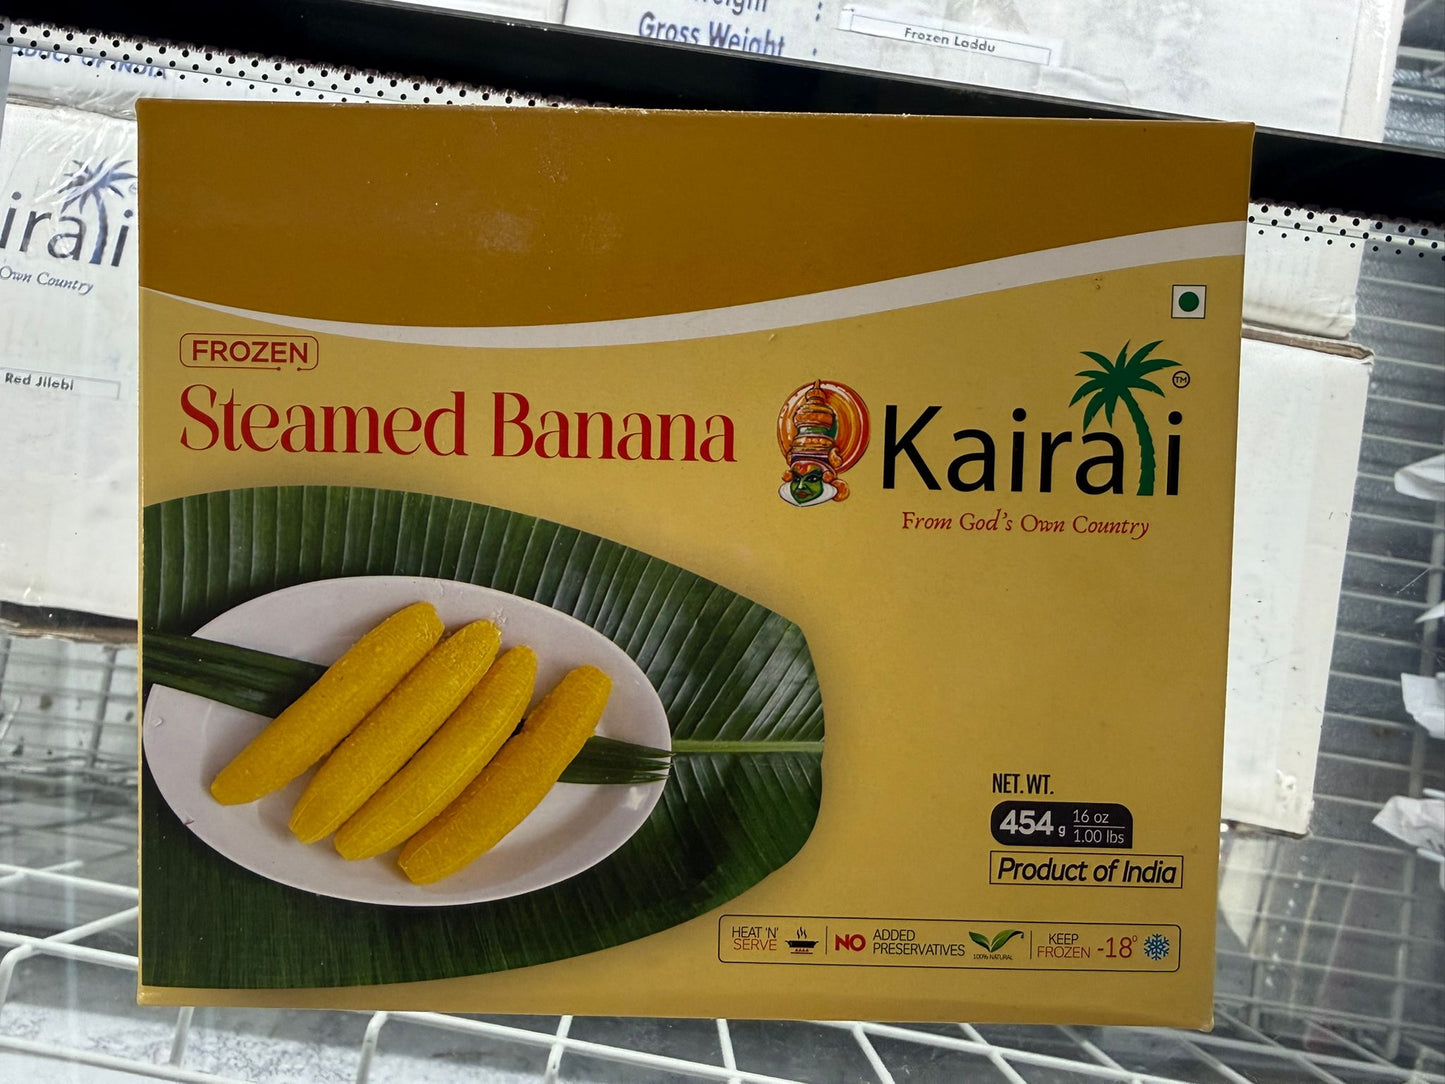 Gross Weight :
Frozen Laddu
Own Country
Red Jilebi
FROZEN
Steamed Banana
Kairali
TM
From God's Own Country
NET. WT.
454 g 16 oz
1.00 lbs
Product of India
HEAT 'N'
SERVE
NO ADDED
PRESERVATIVES
100% NATURAL
KEEP
FROZEN -18°